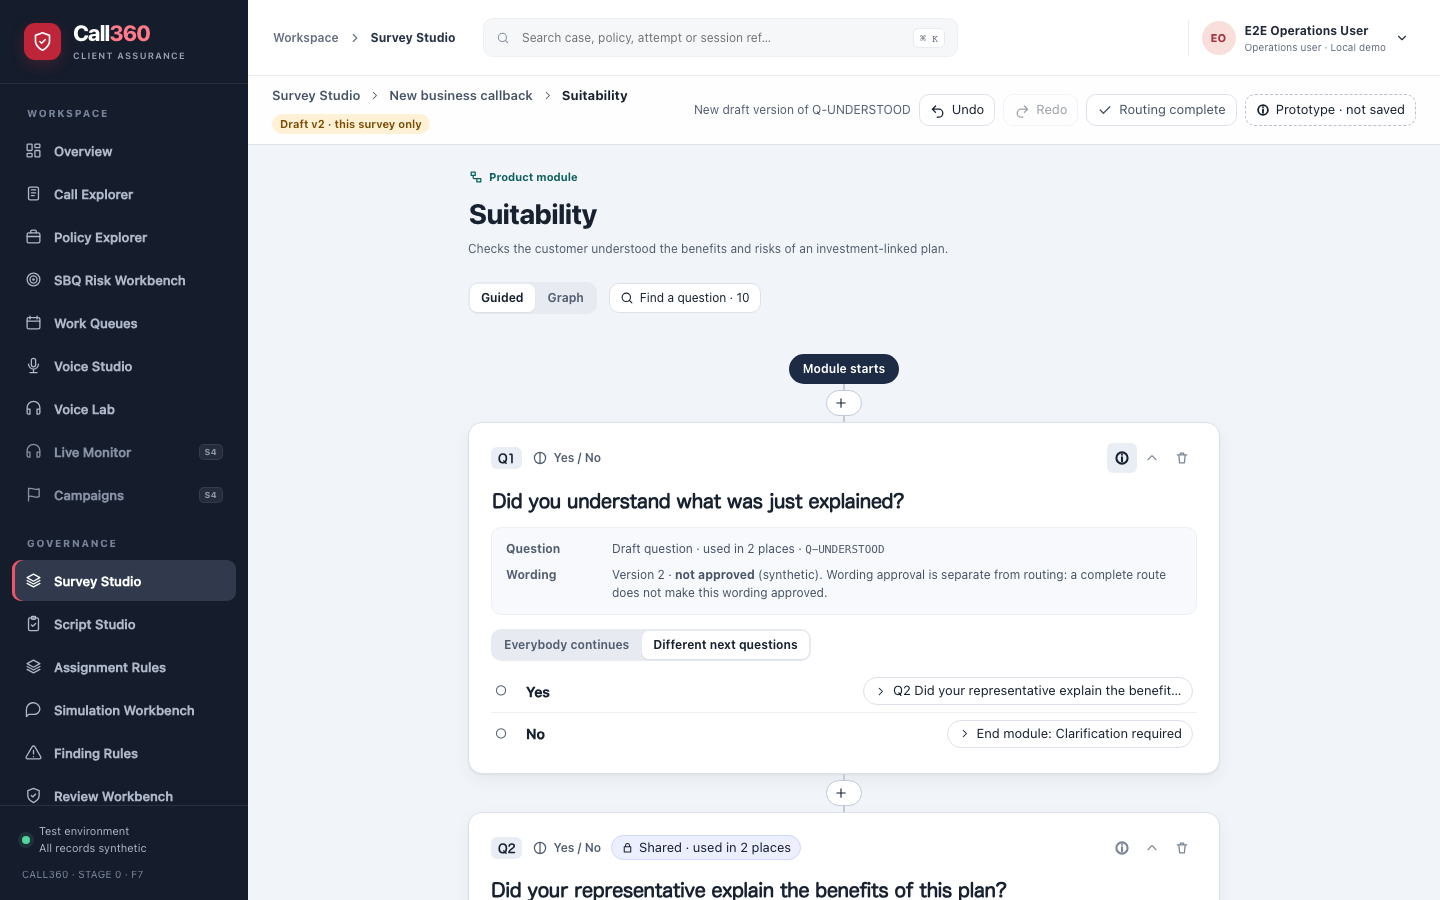 Call360
CLIENT ASSURANCE
WORKSPACE
Overview
Call Explorer
Policy Explorer
SBQ Risk Workbench
Work Queues
Voice Studio
Voice Lab
Live Monitor S4
Campaigns S4
GOVERNANCE
Survey Studio
Script Studio
Assignment Rules
Simulation Workbench
Finding Rules
Review Workbench
Test environment
All records synthetic
CALL360 · STAGE 0 · F7
Workspace > Survey Studio
Search case, policy, attempt or session ref... ⌘ K
EO
E2E Operations User
Operations user · Local demo
Survey Studio > New business callback > Suitability
Draft v2 · this survey only
New draft version of Q-UNDERSTOOD
Undo
Redo
Routing complete
Prototype · not saved
Product module
Suitability
Checks the customer understood the benefits and risks of an investment-linked plan.
Guided Graph
Find a question · 10
Module starts
Q1 Yes / No
Did you understand what was just explained?
Question Draft question · used in 2 places · Q-UNDERSTOOD
Wording Version 2 · not approved (synthetic). Wording approval is separate from routing: a complete route
does not make this wording approved.
Everybody continues Different next questions
Yes Q2 Did your representative explain the benefit...
No End module: Clarification required
Q2 Yes / No Shared · used in 2 places
Did your representative explain the benefits of this plan?